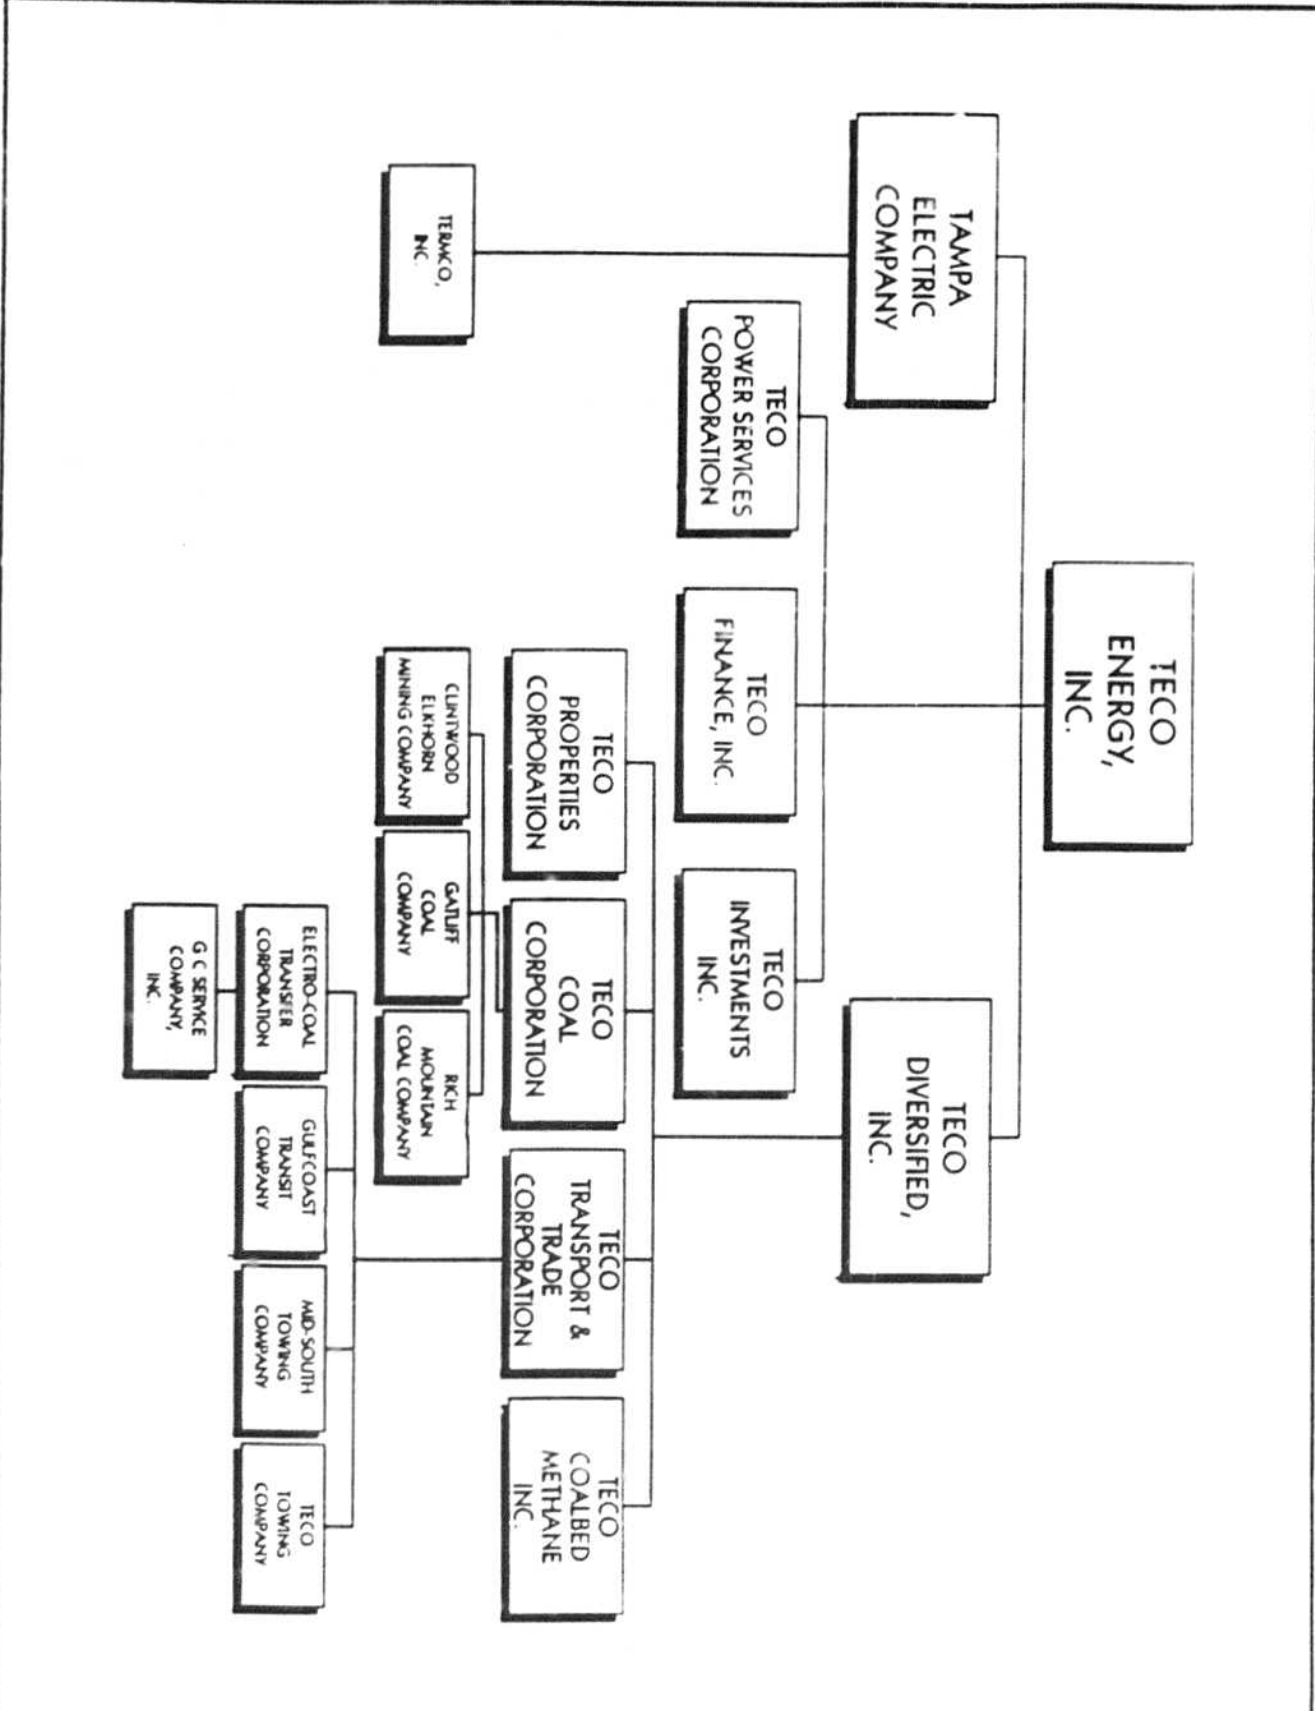 TECO
ENERGY,
INC.
TAMPA
ELECTRIC
COMPANY
TECO
DIVERSIFIED,
INC.
TECO
POWER SERVICES
CORPORATION
TECO
FINANCE, INC.
TECO
INVESTMENTS
INC.
TECO
PROPERTIES
CORPORATION
TECO
COAL
CORPORATION
TECO
TRANSPORT &
TRADE
CORPORATION
TECO
COALBED
METHANE
INC.
TERMCO,
INC.
CLINTWOOD
ELKHORN
MINING COMPANY
GATLIFF
COAL
COMPANY
RICH
MOUNTAIN
COAL COMPANY
ELECTRO-COAL
TRANSFER
CORPORATION
GULFCOAST
TRANSIT
COMPANY
MID-SOUTH
TOWING
COMPANY
TECO
TOWING
COMPANY
G C SERVICE
COMPANY,
INC.